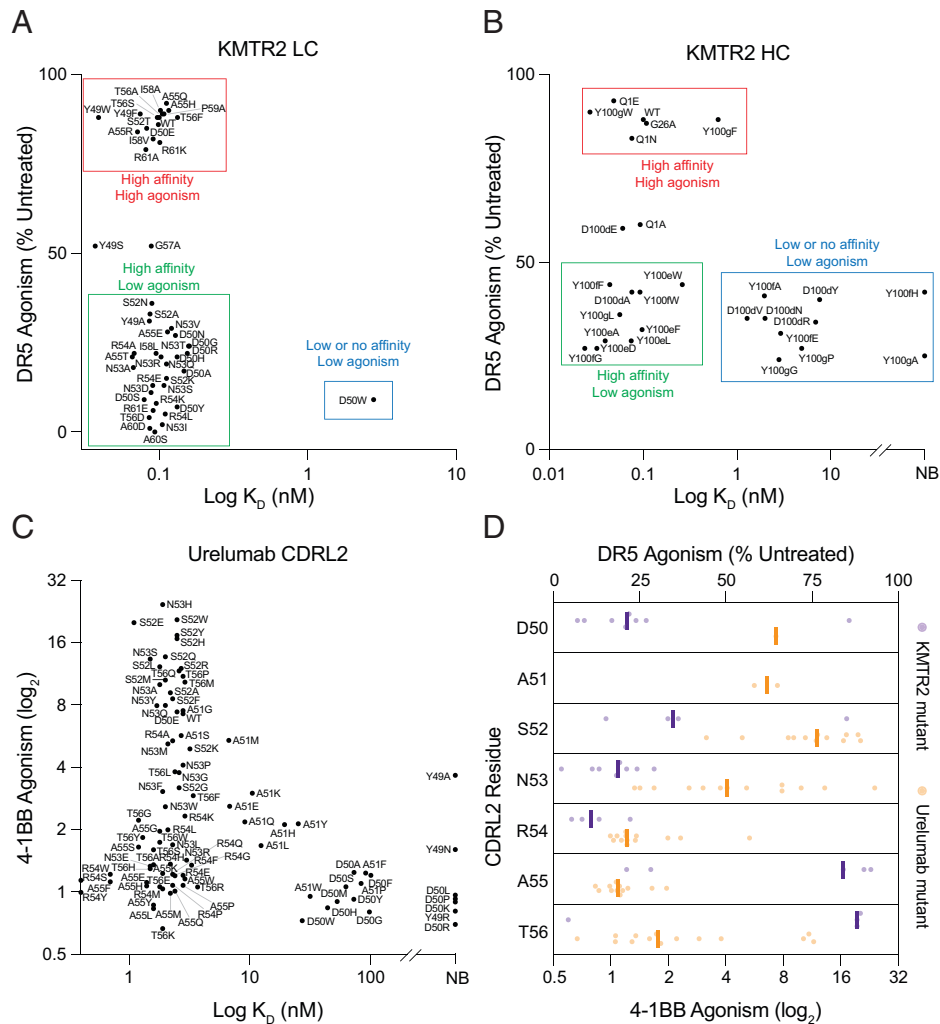 A
KMTR2 LC
DR5 Agonism (% Untreated)
100
50
0
0.1
1
10
Log K_D (nM)
T56A
I58A
A55Q
T56S
A55H
P59A
Y49W
Y49F
T56F
S52T
WT
A55R
D50E
I58V
R61K
R61A
High affinity
High agonism
Y49S
G57A
High affinity
Low agonism
S52N
S52A
Y49A
N53V
A55E
D50N
R54A
I58L
N53T
D50G
D50R
A55T
D50H
N53A
N53R
N53Q
D50A
R54E
S52K
N53D
N53S
D50S
R54K
R61E
D50Y
T56D
R54L
A60D
N53I
A60S
Low or no affinity
Low agonism
D50W
B
KMTR2 HC
DR5 Agonism (% Untreated)
100
50
0
0.01
0.1
1
10
NB
Log K_D (nM)
Q1E
Y100gW
WT
G26A
Y100gF
Q1N
High affinity
High agonism
D100dE
Q1A
Y100fF
Y100eW
D100dA
Y100fW
Y100gL
Y100eA
Y100eF
Y100eL
Y100fG
Y100eD
High affinity
Low agonism
Low or no affinity
Low agonism
Y100fA
D100dY
Y100fH
D100dV
D100dN
D100dR
Y100fE
Y100gP
Y100gG
Y100gA
C
Urelumab CDRL2
4-1BB Agonism (log2)
32
16
8
4
2
1
0.5
1
10
100
NB
Log K_D (nM)
N53H
S52E
S52W
S52Y
S52H
N53S
S52Q
S52L
S52R
T56Q
T56P
S52M
T56M
N53A
S52A
N53Y
S52F
N53Q
A51G
D50E
WT
R54A
A51S
A51M
N53M
S52K
N53P
T56L
N53G
Y49A
N53F
S52G
T56F
A51K
N53W
A51E
T56G
R54K
A51Q
A51H
A51Y
A55G
R54L
T56Y
T56W
R54Q
A51L
Y49N
A55S
T56S
N53L
R54G
N53E
T56A
R54H
N53R
R54F
R54W
T56H
A55K
D50A
A51F
R54S
A55E
T56E
A55W
D50S
D50F
A55F
A55H
T56R
A51W
A51P
D50L
R54Y
R54M
D50M
D50Y
D50P
A55Y
A55P
D50H
D50K
A55L
A55M
R54P
D50G
Y49R
A55Q
D50W
D50R
T56K
D
DR5 Agonism (% Untreated)
0
25
50
75
100
CDRL2 Residue
D50
A51
S52
N53
R54
A55
T56
0.5
1
2
4
8
16
32
4-1BB Agonism (log2)
KMTR2 mutant
Urelumab mutant